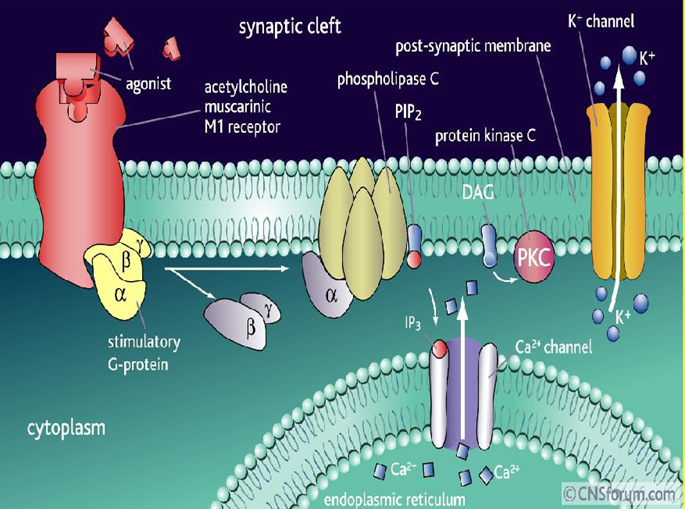 synaptic cleft
K⁺ channel
K⁺
agonist
post-synaptic membrane
acetylcholine
muscarinic
M1 receptor
phospholipase C
PIP₂
protein kinase C
DAG
PKC
γ
β
α
α
γ
β
K⁺
stimulatory
G-protein
IP₃
Ca²⁺ channel
cytoplasm
Ca²⁺
Ca²⁺
endoplasmic reticulum
© CNSforum.com